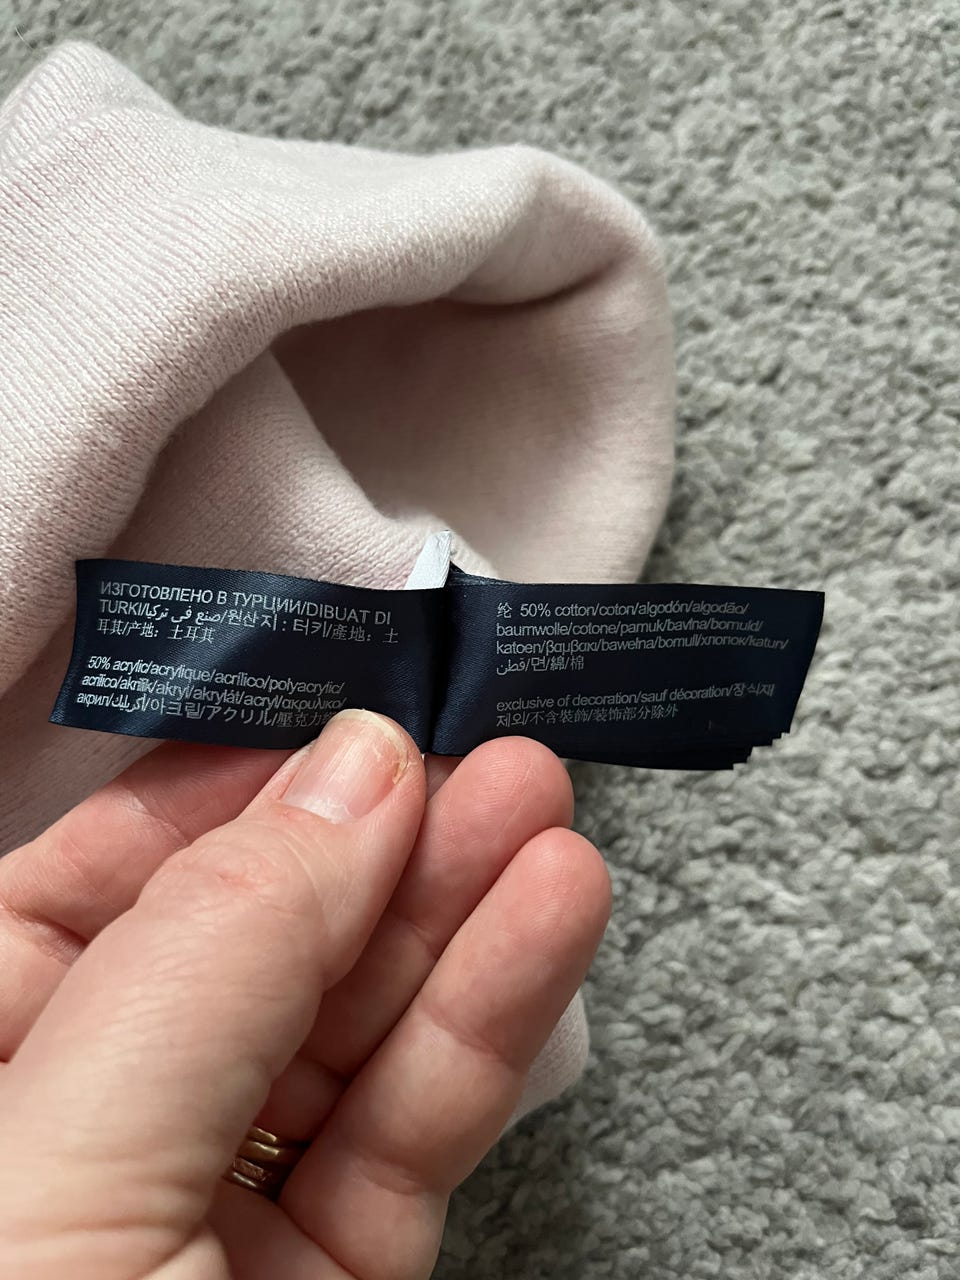 ИЗГОТОВЛЕНО В ТУРЦИИ/DIBUAT DI
TURKI/صنع في تركيا/원산지 : 터키/產地： 土
耳其/产地： 土耳其
50% acrylic/acrylique/acrílico/polyacrylic/
acrilico/akrilik/akryl/akrylát/acryl/ακρυλικο/
акрил/اكريليك/아크릴/アクリル/壓克力
纶 50% cotton/coton/algodón/algodão/
baumwolle/cotone/pamuk/bavlna/bomuld/
katoen/βαμβακι/bawełna/bomull/хлопок/katun/
قطن/면/綿/棉
exclusive of decoration/sauf décoration/장식재
제외/不含裝飾/装饰部分除外